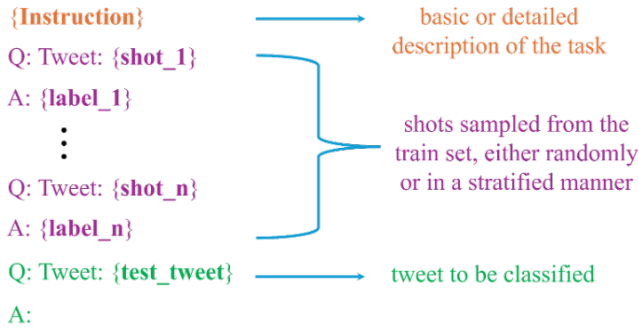 {Instruction}
basic or detailed
description of the task
Q: Tweet: {shot_1}
A: {label_1}
Q: Tweet: {shot_n}
A: {label_n}
shots sampled from the
train set, either randomly
or in a stratified manner
Q: Tweet: {test_tweet}
tweet to be classified
A: